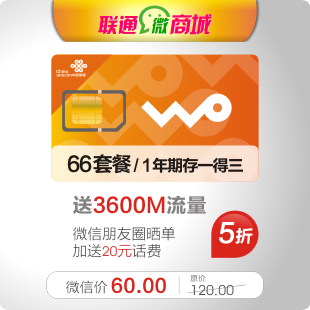 联通微商城
China
unicom中国联通
66套餐/1年期存一得三
送3600M流量
微信朋友圈晒单
加送20元话费
5折
微信价 60.00
原价
120.00